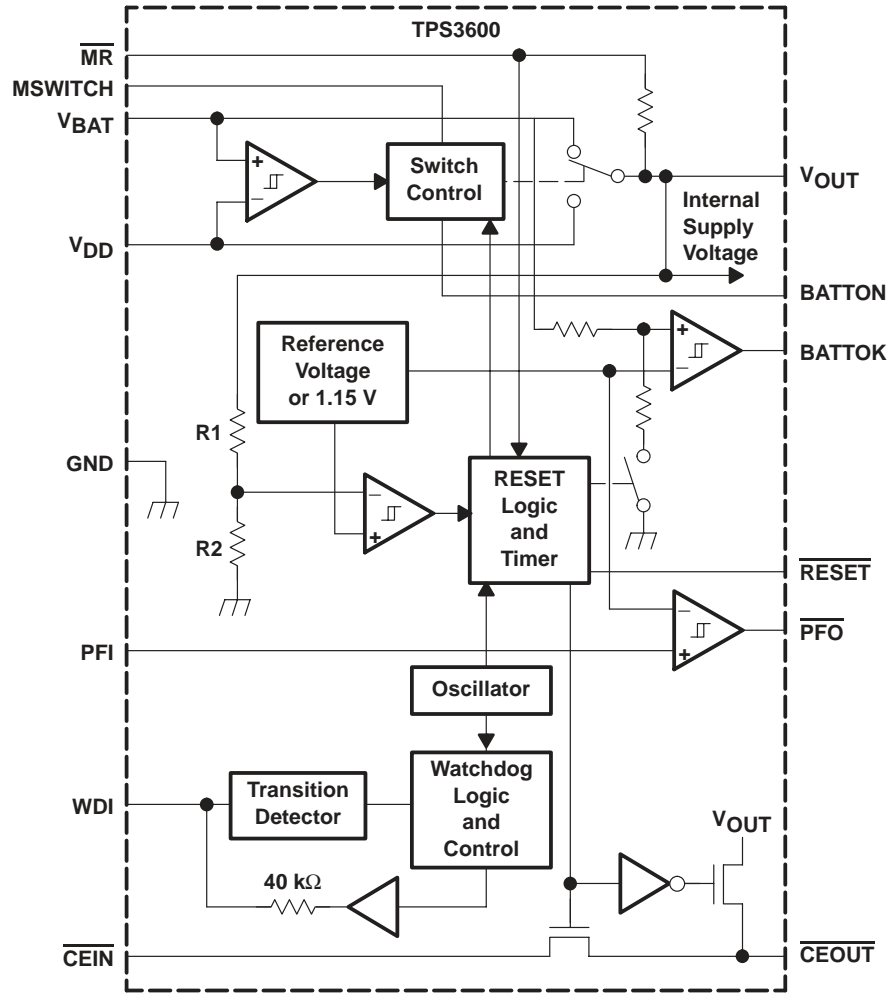 TPS3600
MR
MSWITCH
VBAT
Switch
Control
VOUT
Internal
Supply
Voltage
VDD
BATTON
+
–
Reference
Voltage
or 1.15 V
+
–
BATTOK
R1
GND
RESET
Logic
and
Timer
–
+
R2
RESET
–
+
PFO
PFI
Oscillator
WDI
Transition
Detector
Watchdog
Logic
and
Control
VOUT
40 kΩ
CEIN
CEOUT